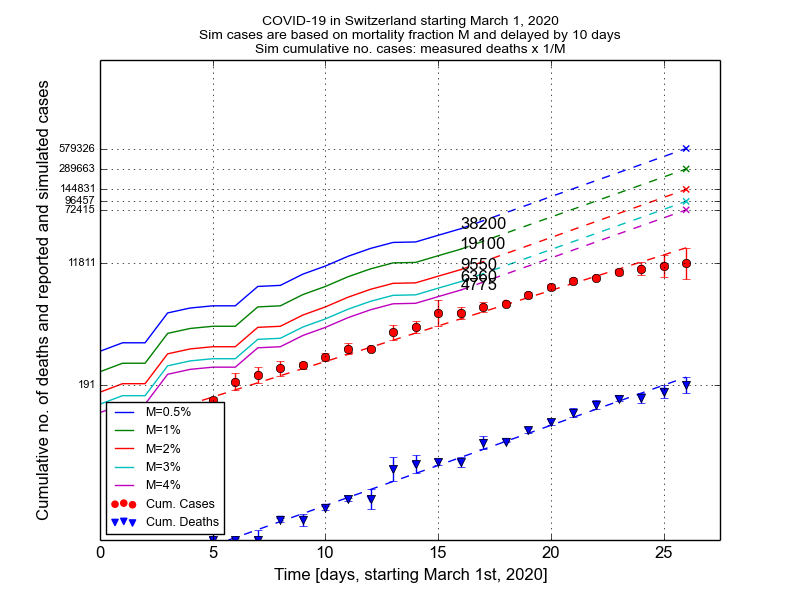 COVID-19 in Switzerland starting March 1, 2020
Sim cases are based on mortality fraction M and delayed by 10 days
Sim cumulative no. cases: measured deaths x 1/M
Cumulative no. of deaths and reported and simulated cases
579326
289663
144831
96457
72415
11811
191
38200
19100
9550
6360
4775
M=0.5%
M=1%
M=2%
M=3%
M=4%
Cum. Cases
Cum. Deaths
0 5 10 15 20 25
Time [days, starting March 1st, 2020]